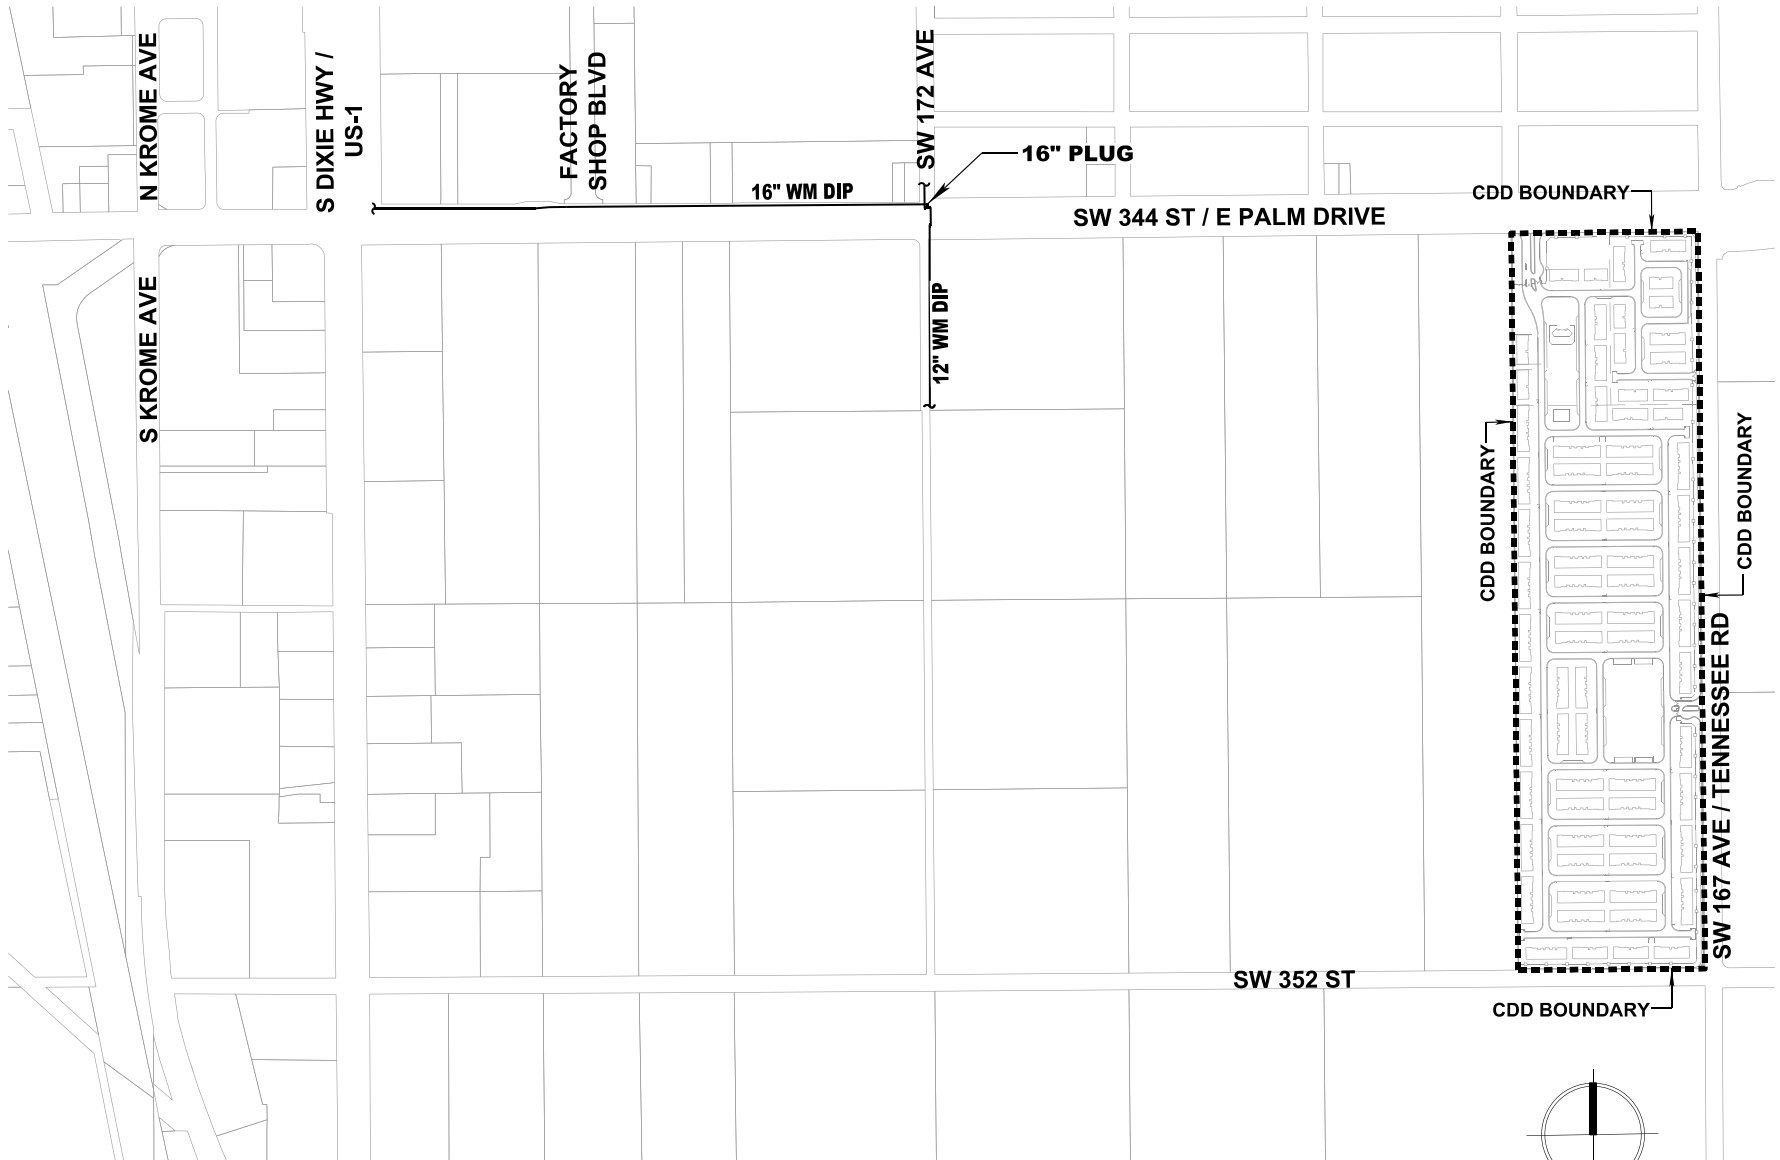 N KROME AVE
S DIXIE HWY /
US-1
FACTORY
SHOP BLVD
SW 172 AVE
16" PLUG
16" WM DIP
CDD BOUNDARY
SW 344 ST / E PALM DRIVE
S KROME AVE
12" WM DIP
CDD BOUNDARY
CDD BOUNDARY
SW 167 AVE / TENNESSEE RD
SW 352 ST
CDD BOUNDARY